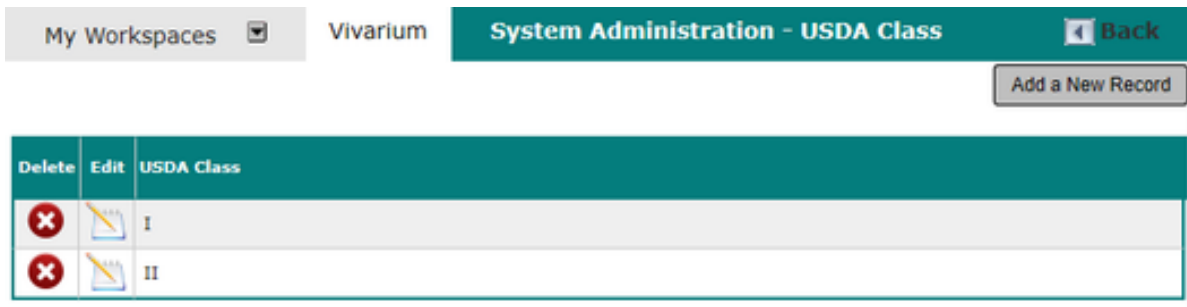 My Workspaces Vivarium System Administration - USDA Class Back
Add a New Record
Delete Edit USDA Class
I
II